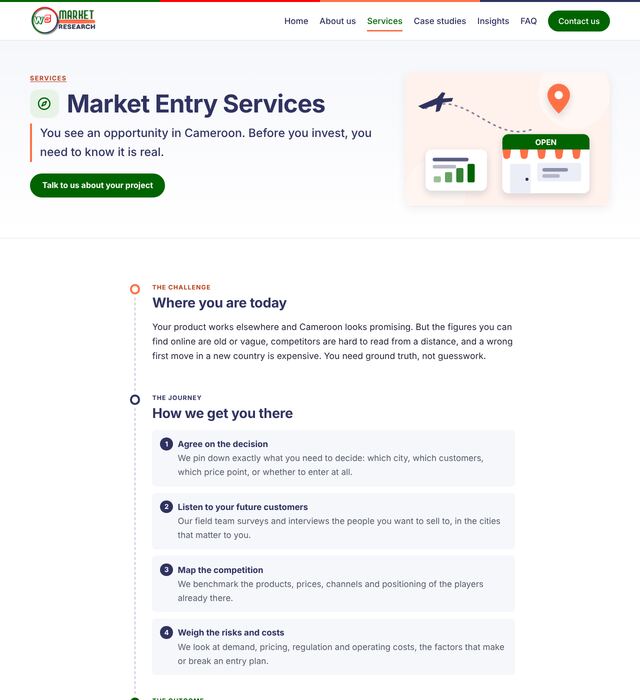 W3 MARKET
RESEARCH
Home About us Services Case studies Insights FAQ Contact us
SERVICES
Market Entry Services
You see an opportunity in Cameroon. Before you invest, you
need to know it is real.
Talk to us about your project
OPEN
THE CHALLENGE
Where you are today
Your product works elsewhere and Cameroon looks promising. But the figures you can
find online are old or vague, competitors are hard to read from a distance, and a wrong
first move in a new country is expensive. You need ground truth, not guesswork.
THE JOURNEY
How we get you there
1 Agree on the decision
We pin down exactly what you need to decide: which city, which customers,
which price point, or whether to enter at all.
2 Listen to your future customers
Our field team surveys and interviews the people you want to sell to, in the cities
that matter to you.
3 Map the competition
We benchmark the products, prices, channels and positioning of the players
already there.
4 Weigh the risks and costs
We look at demand, pricing, regulation and operating costs, the factors that make
or break an entry plan.
THE OUTCOME